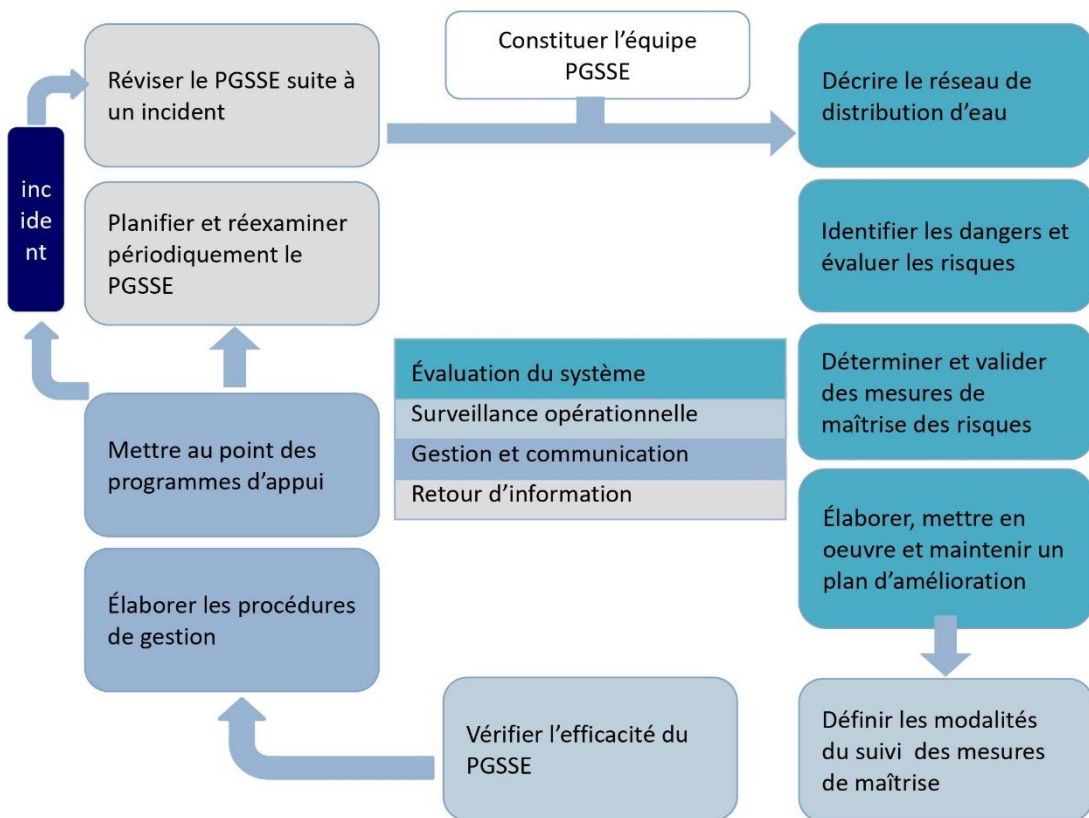 Réviser le PGSSE suite à
un incident
Constituer l'équipe
PGSSE
Décrire le réseau de
distribution d'eau
inc
ide
nt
Planifier et réexaminer
périodiquement le
PGSSE
Identifier les dangers et
évaluer les risques
Évaluation du système
Surveillance opérationnelle
Gestion et communication
Retour d'information
Déterminer et valider
des mesures de
maîtrise des risques
Mettre au point des
programmes d'appui
Élaborer, mettre en
oeuvre et maintenir un
plan d'amélioration
Élaborer les procédures
de gestion
Vérifier l'efficacité du
PGSSE
Définir les modalités
du suivi  des mesures
de maîtrise